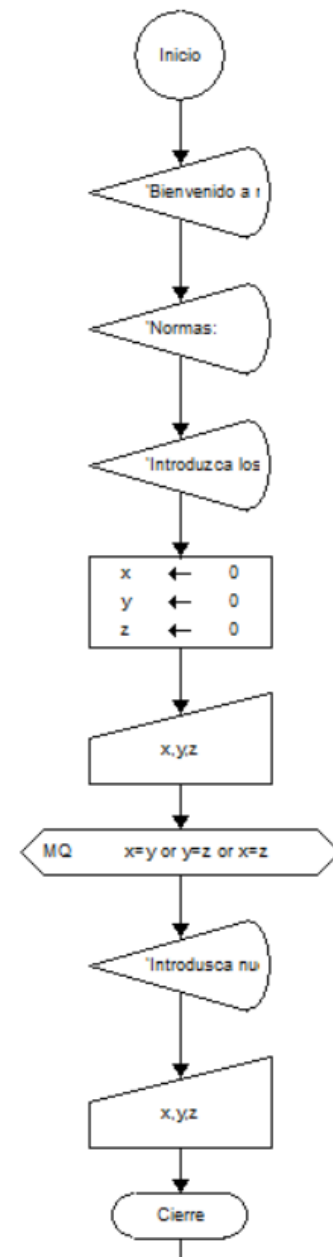 Inicio
'Bienvenido a
'Normas:
'Introduzca los
x ← 0
y ← 0
z ← 0
x,y,z
MQ x=y or y=z or x=z
'Introdusca
x,y,z
Cierre